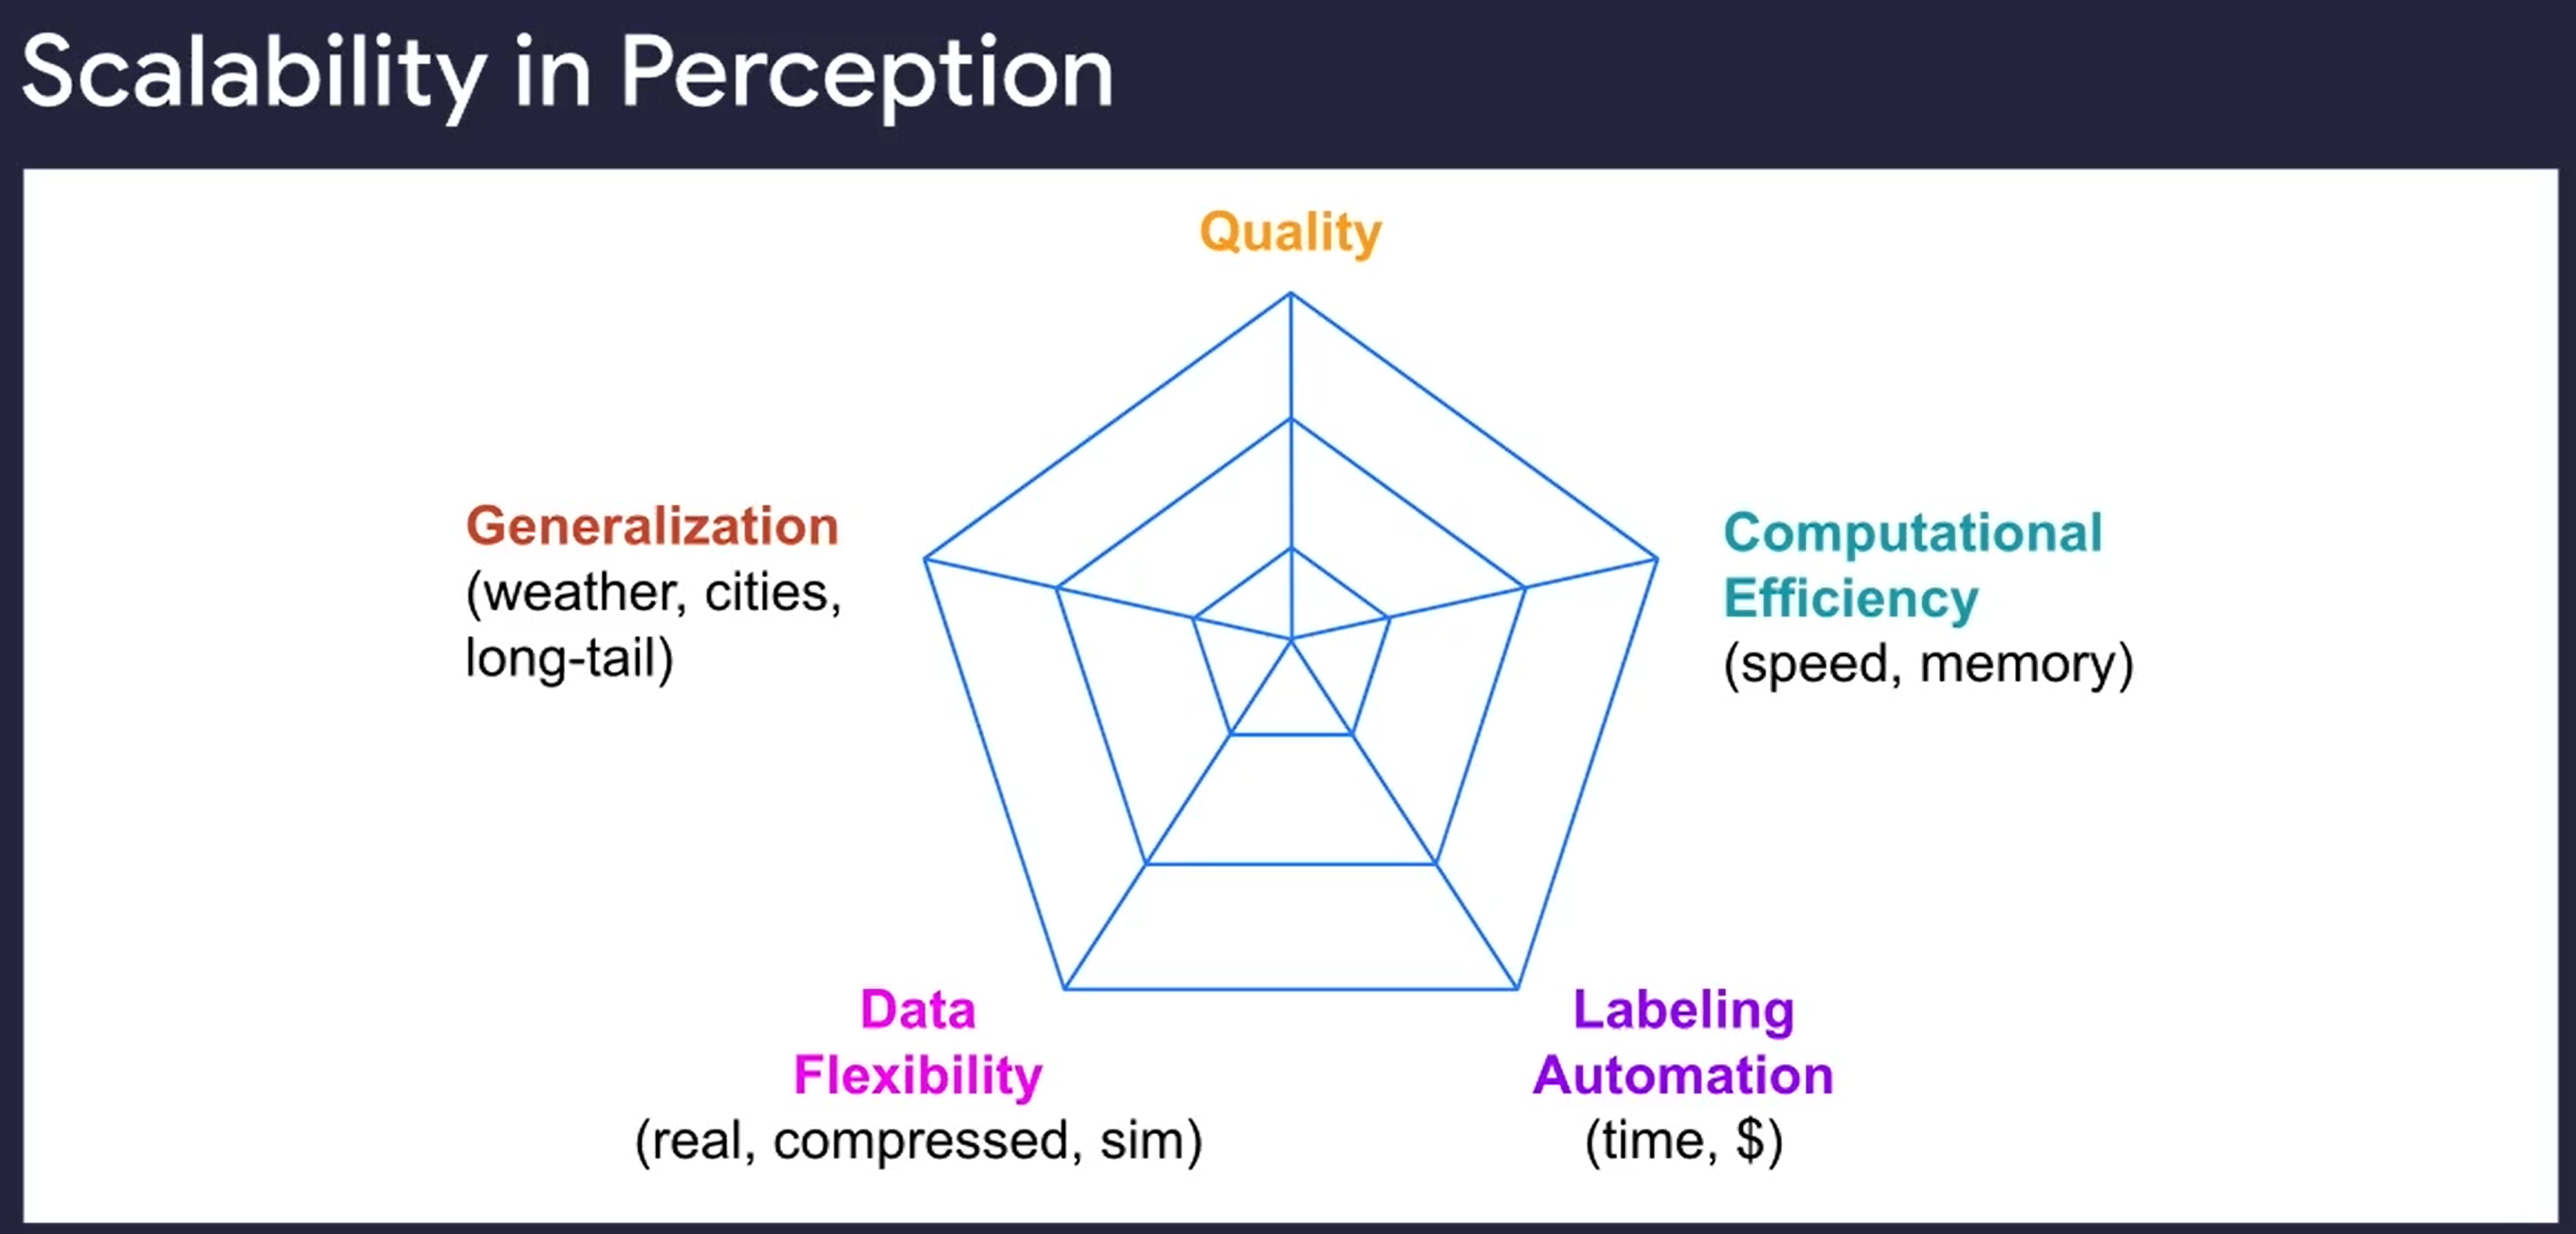 Scalability in Perception
Quality
Generalization
(weather, cities,
long-tail)
Computational
Efficiency
(speed, memory)
Data
Flexibility
(real, compressed, sim)
Labeling
Automation
(time, $)